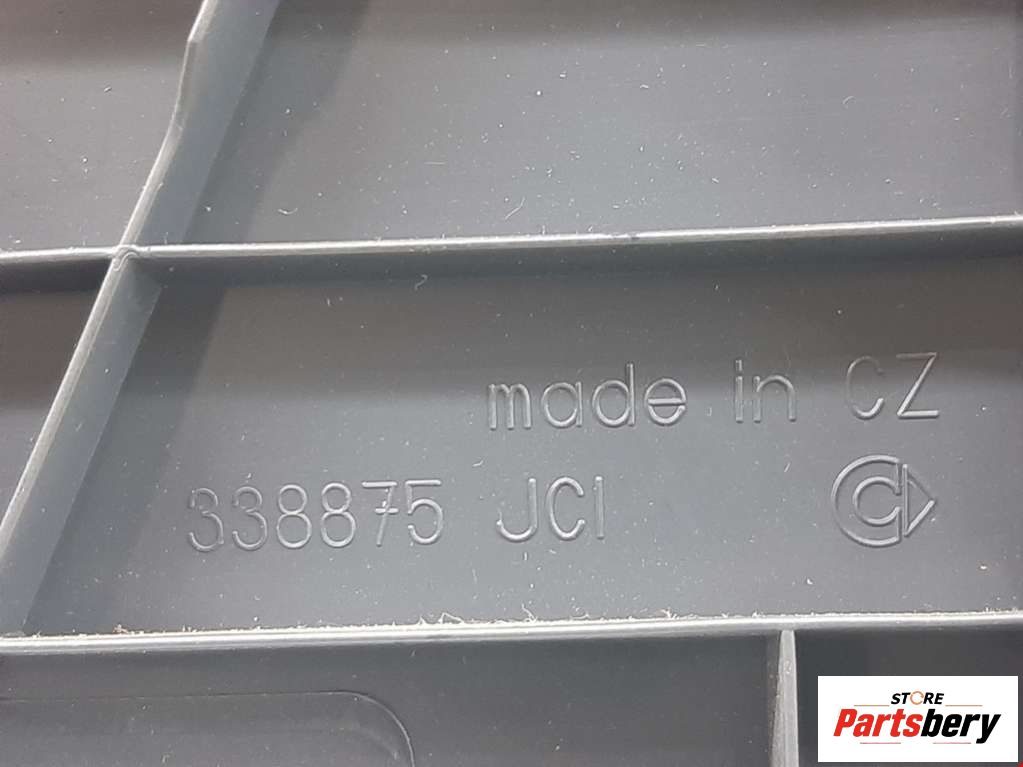 made in CZ
338875 JCI
STORE
Partsbery